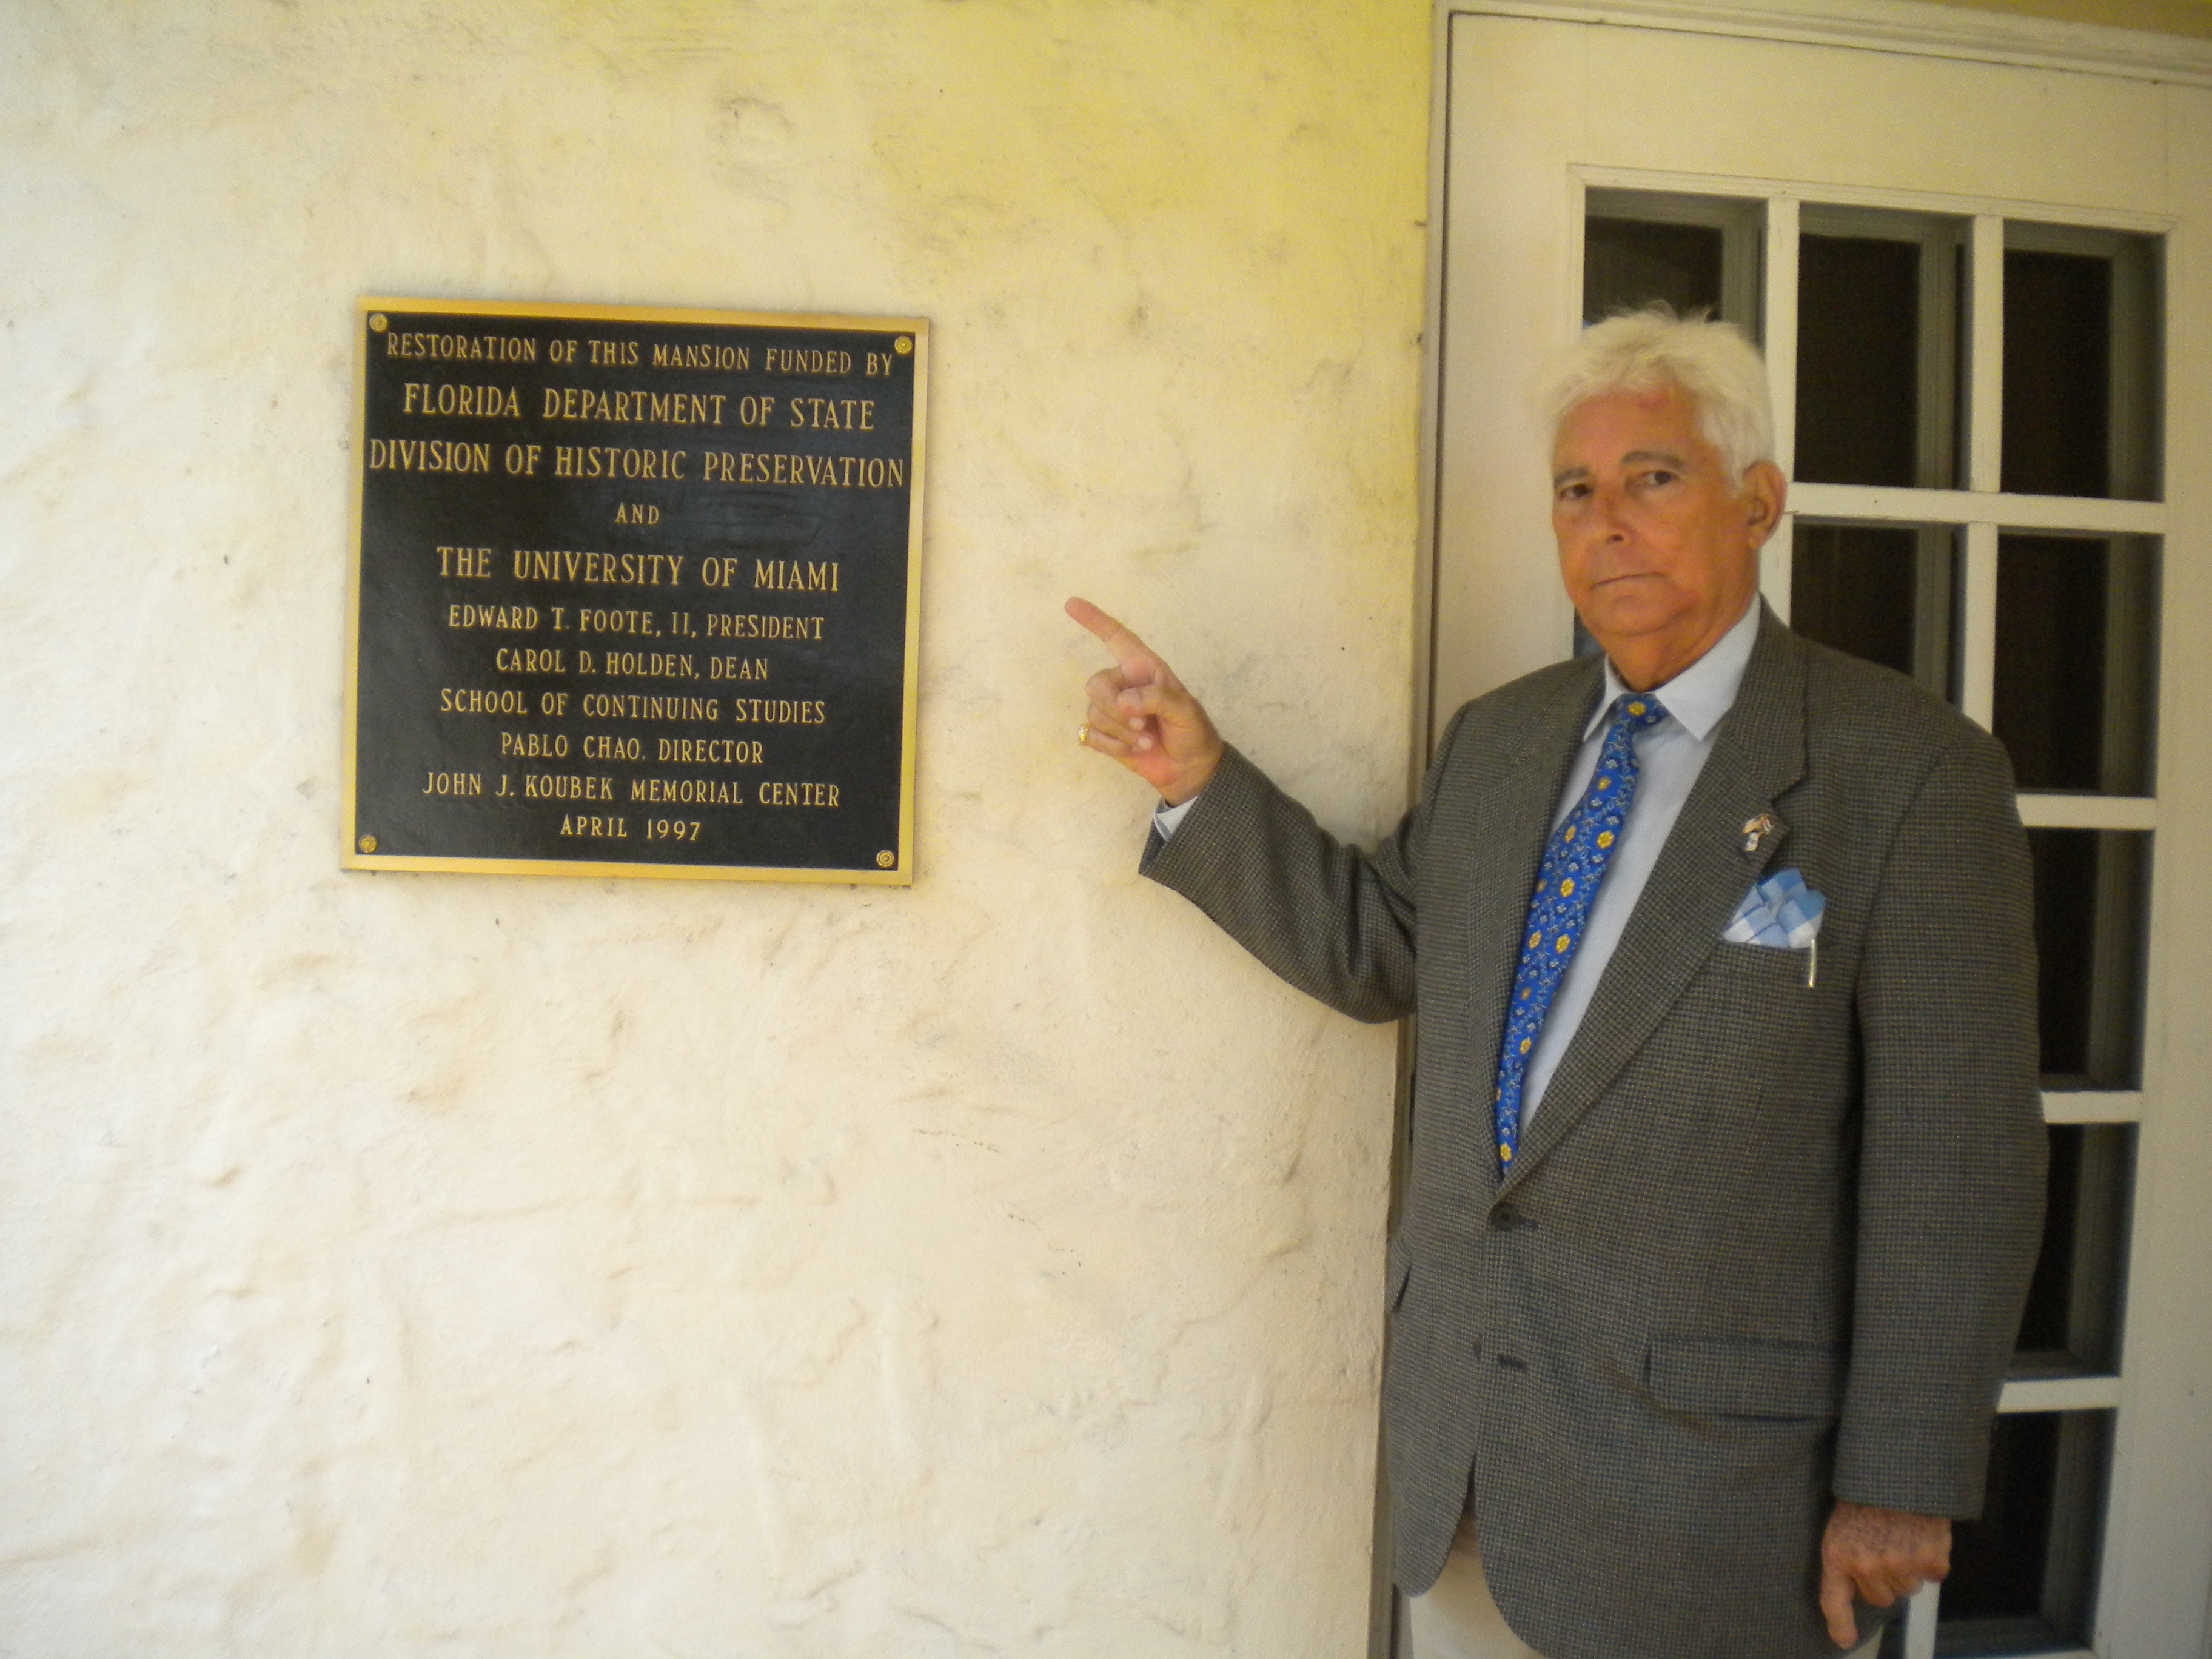 RESTORATION OF THIS MANSION FUNDED BY
FLORIDA DEPARTMENT OF STATE
DIVISION OF HISTORIC PRESERVATION
AND
THE UNIVERSITY OF MIAMI
EDWARD T. FOOTE, II, PRESIDENT
CAROL D. HOLDEN, DEAN
SCHOOL OF CONTINUING STUDIES
PABLO CHAO, DIRECTOR
JOHN J. KOUBEK MEMORIAL CENTER
APRIL 1997